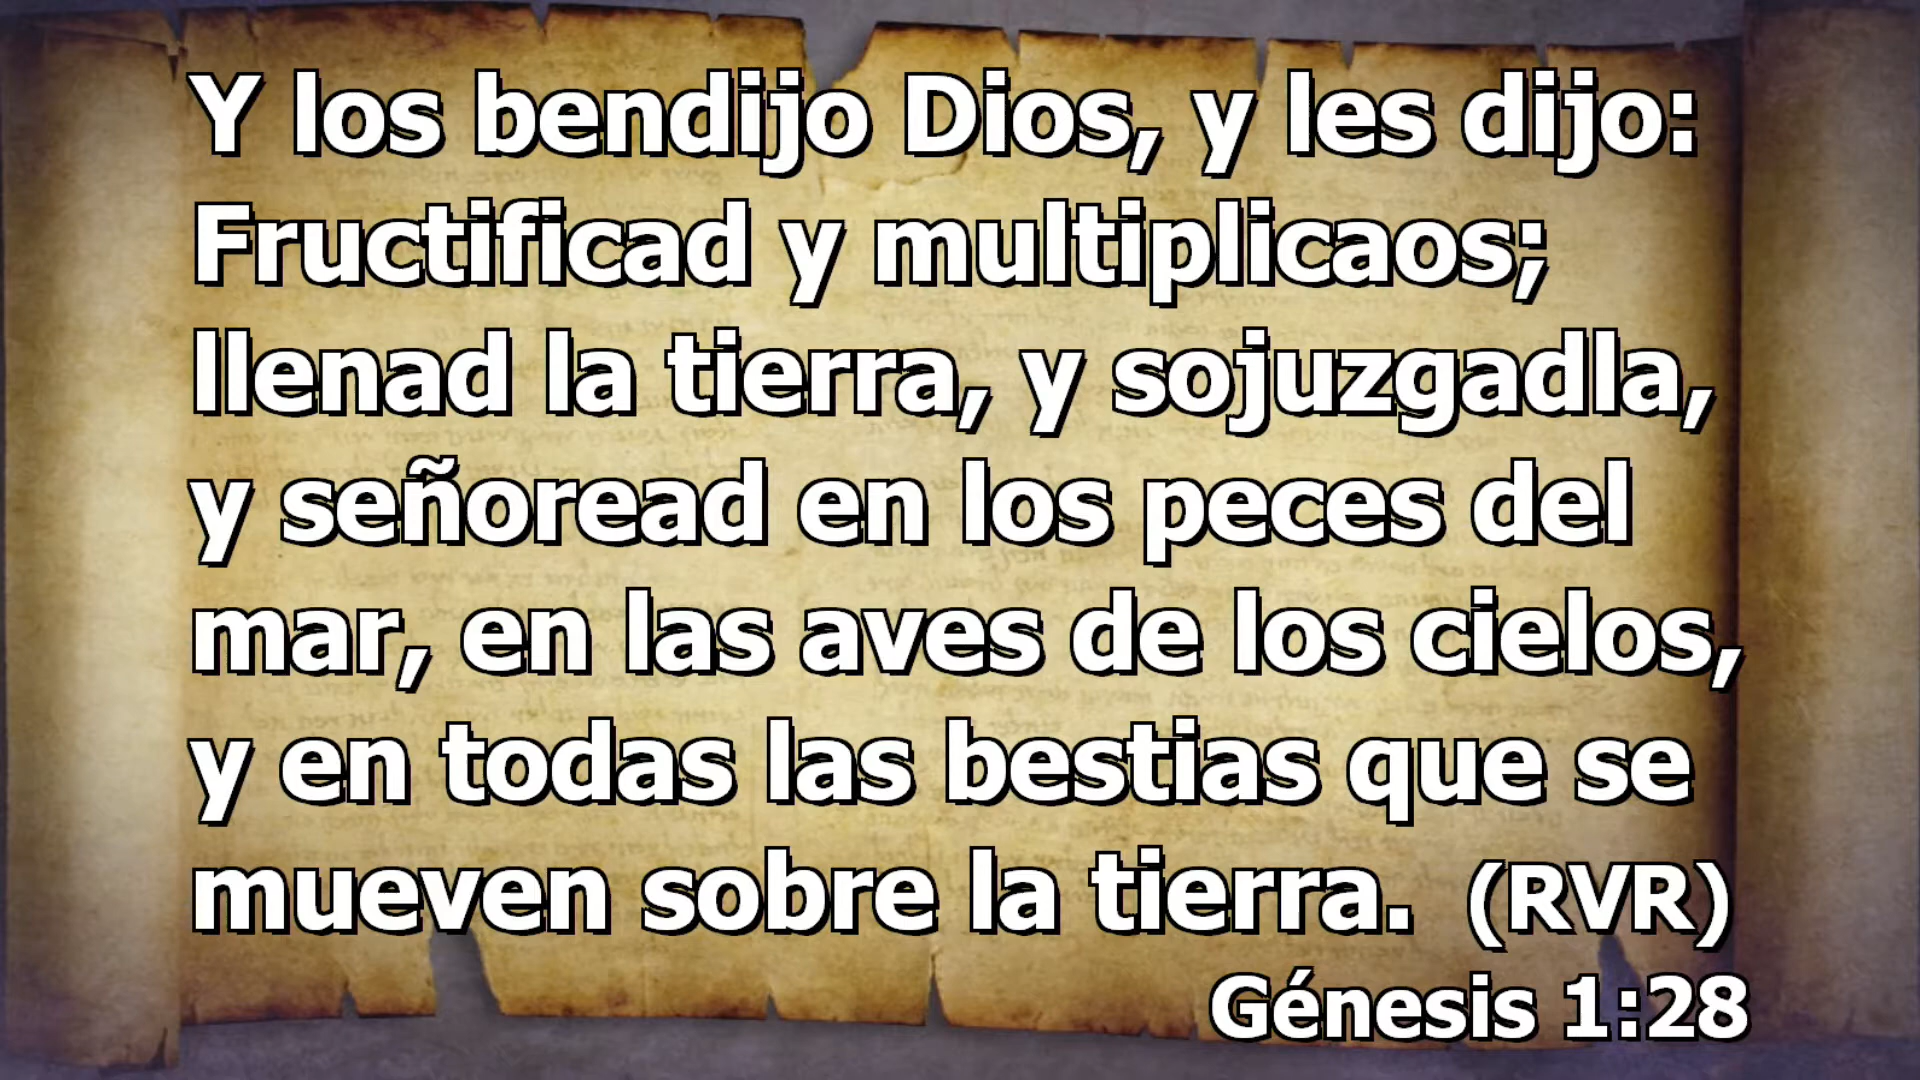 Y los bendijo Dios, y les dijo:
Fructificad y multiplicaos;
llenad la tierra, y sojuzgadla,
y señoread en los peces del
mar, en las aves de los cielos,
y en todas las bestias que se
mueven sobre la tierra. (RVR)
Génesis 1:28